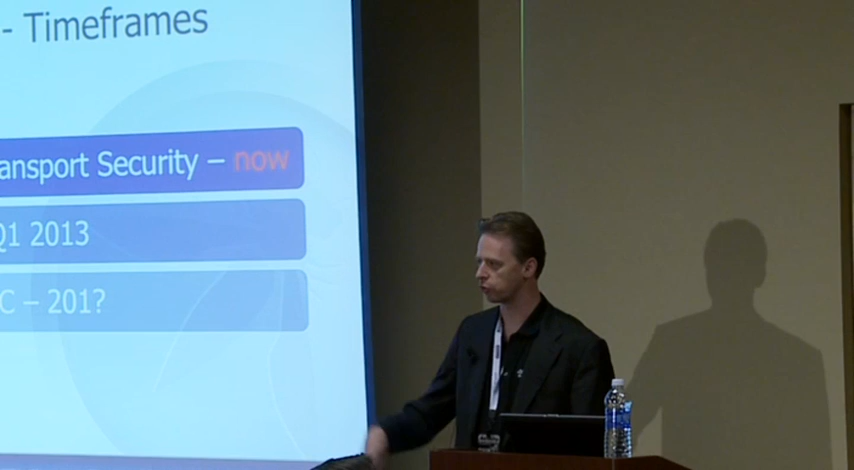 - Timeframes
ansport Security – now
Q1 2013
C – 201?